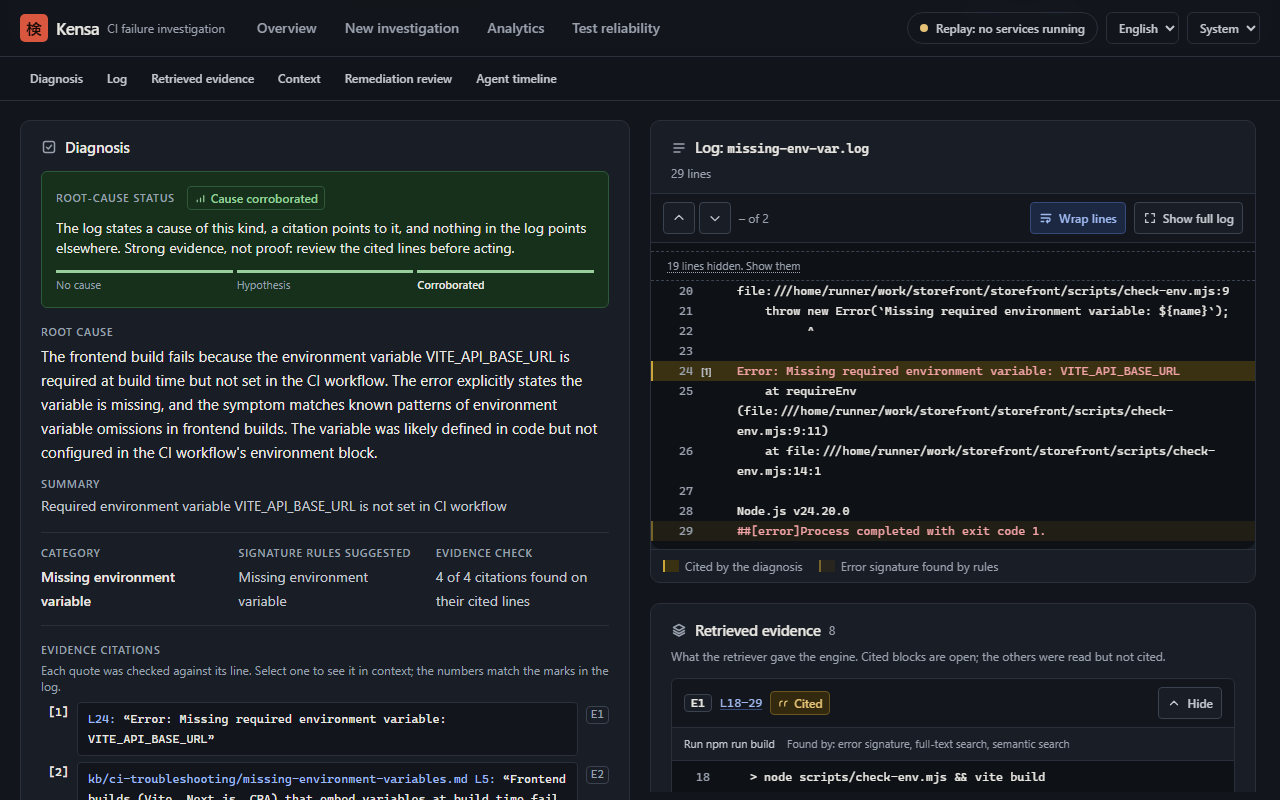 検 Kensa CI failure investigation Overview New investigation Analytics Test reliability Replay: no services running English System
Diagnosis Log Retrieved evidence Context Remediation review Agent timeline
Diagnosis
ROOT-CAUSE STATUS Cause corroborated
The log states a cause of this kind, a citation points to it, and nothing in the log points
elsewhere. Strong evidence, not proof: review the cited lines before acting.
No cause Hypothesis Corroborated
ROOT CAUSE
The frontend build fails because the environment variable VITE_API_BASE_URL is
required at build time but not set in the CI workflow. The error explicitly states the
variable is missing, and the symptom matches known patterns of environment
variable omissions in frontend builds. The variable was likely defined in code but not
configured in the CI workflow's environment block.
SUMMARY
Required environment variable VITE_API_BASE_URL is not set in CI workflow
CATEGORY SIGNATURE RULES SUGGESTED EVIDENCE CHECK
Missing environment Missing environment 4 of 4 citations found on
variable variable their cited lines
EVIDENCE CITATIONS
Each quote was checked against its line. Select one to see it in context; the numbers match the marks in the
log.
[1] L24: “Error: Missing required environment variable: E1
VITE_API_BASE_URL”
[2] kb/ci-troubleshooting/missing-environment-variables.md L5: “Frontend E2
builds (Vite, Next.js, CRA) that embed variables at build time fail
Log: missing-env-var.log
29 lines
– of 2 Wrap lines Show full log
19 lines hidden. Show them
20 file:///home/runner/work/storefront/storefront/scripts/check-env.mjs:9
21 throw new Error(`Missing required environment variable: ${name}`);
22 ^
23
24 [1] Error: Missing required environment variable: VITE_API_BASE_URL
25 at requireEnv
(file:///home/runner/work/storefront/storefront/scripts/check-
env.mjs:9:11)
26 at file:///home/runner/work/storefront/storefront/scripts/check-
env.mjs:14:1
27
28 Node.js v24.20.0
29 ##[error]Process completed with exit code 1.
Cited by the diagnosis Error signature found by rules
Retrieved evidence 8
What the retriever gave the engine. Cited blocks are open; the others were read but not cited.
E1 L18–29 Cited Hide
Run npm run build Found by: error signature, full-text search, semantic search
18 > node scripts/check-env.mjs && vite build